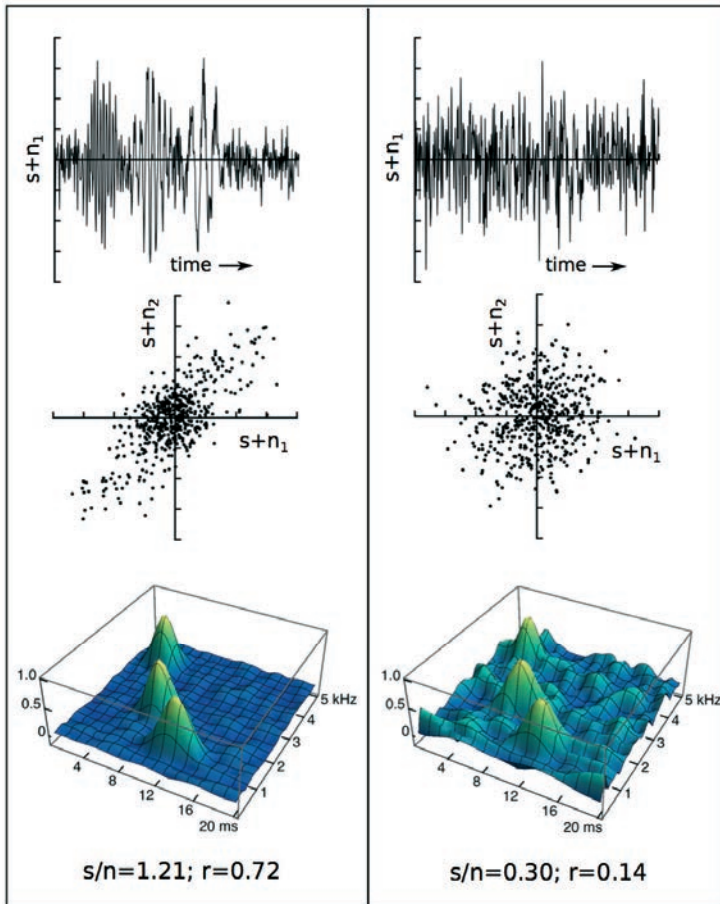 s+n₁
time
s+n₂
s+n₁
1.0
0.5
0
4
8
12
16
20 ms
1
2
3
4
5 kHz
s/n=1.21; r=0.72
s+n₁
time
s+n₂
s+n₁
1.0
0.5
0
4
8
12
16
20 ms
1
2
3
4
5 kHz
s/n=0.30; r=0.14